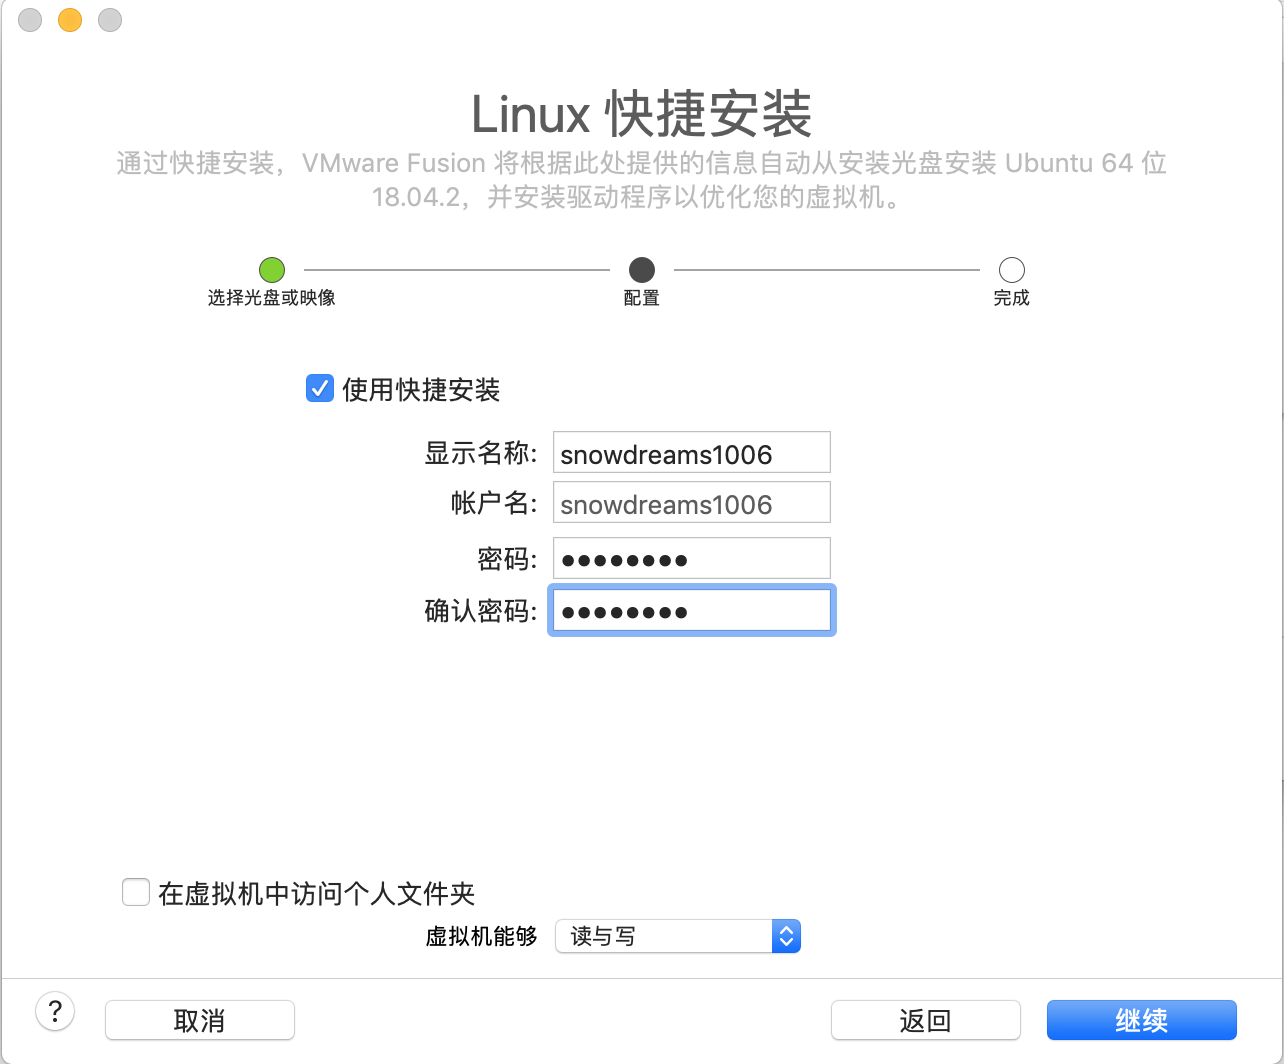 Linux 快捷安装
通过快捷安装，VMware Fusion 将根据此处提供的信息自动从安装光盘安装 Ubuntu 64 位
18.04.2，并安装驱动程序以优化您的虚拟机。
选择光盘或映像
配置
完成
使用快捷安装
显示名称: snowdreams1006
帐户名: snowdreams1006
密码: ●●●●●●●●
确认密码: ●●●●●●●●
在虚拟机中访问个人文件夹
虚拟机能够 读与写
? 取消 返回 继续